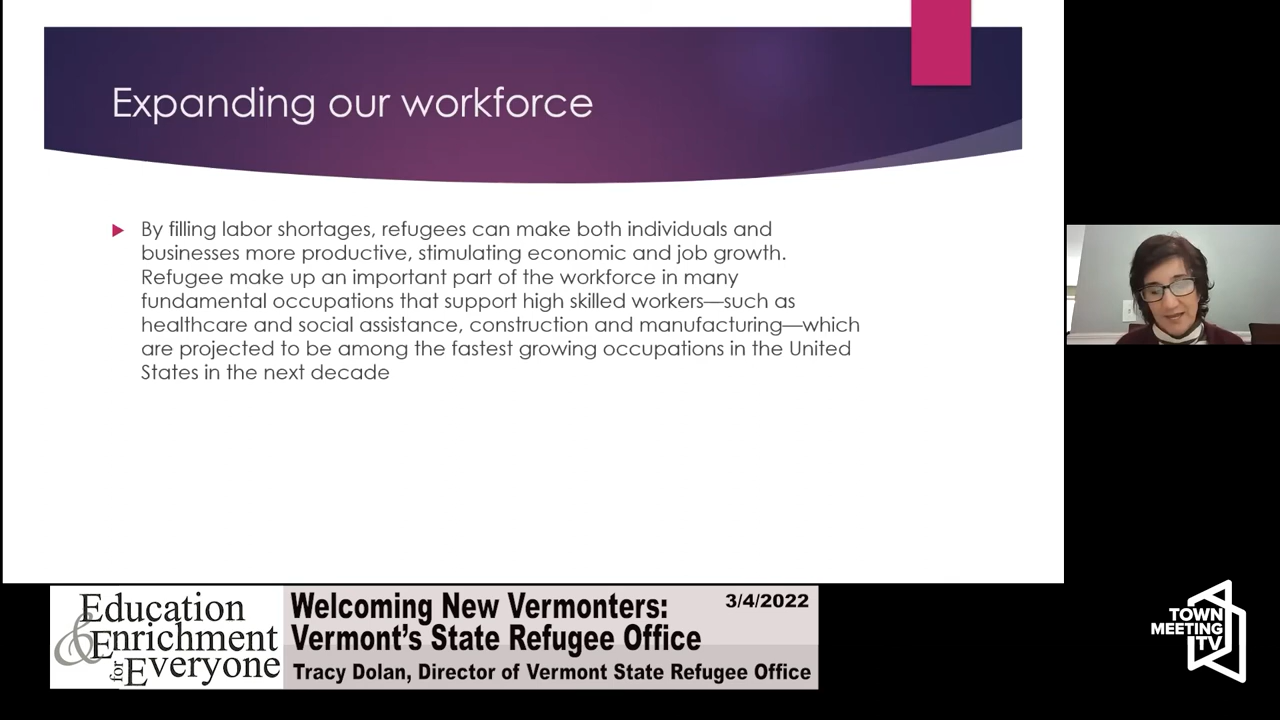 Expanding our workforce
By filling labor shortages, refugees can make both individuals and
businesses more productive, stimulating economic and job growth.
Refugee make up an important part of the workforce in many
fundamental occupations that support high skilled workers—such as
healthcare and social assistance, construction and manufacturing—which
are projected to be among the fastest growing occupations in the United
States in the next decade
Education
& Enrichment
for Everyone
Welcoming New Vermonters:
3/4/2022
Vermont's State Refugee Office
Tracy Dolan, Director of Vermont State Refugee Office
TOWN
MEETING
TV